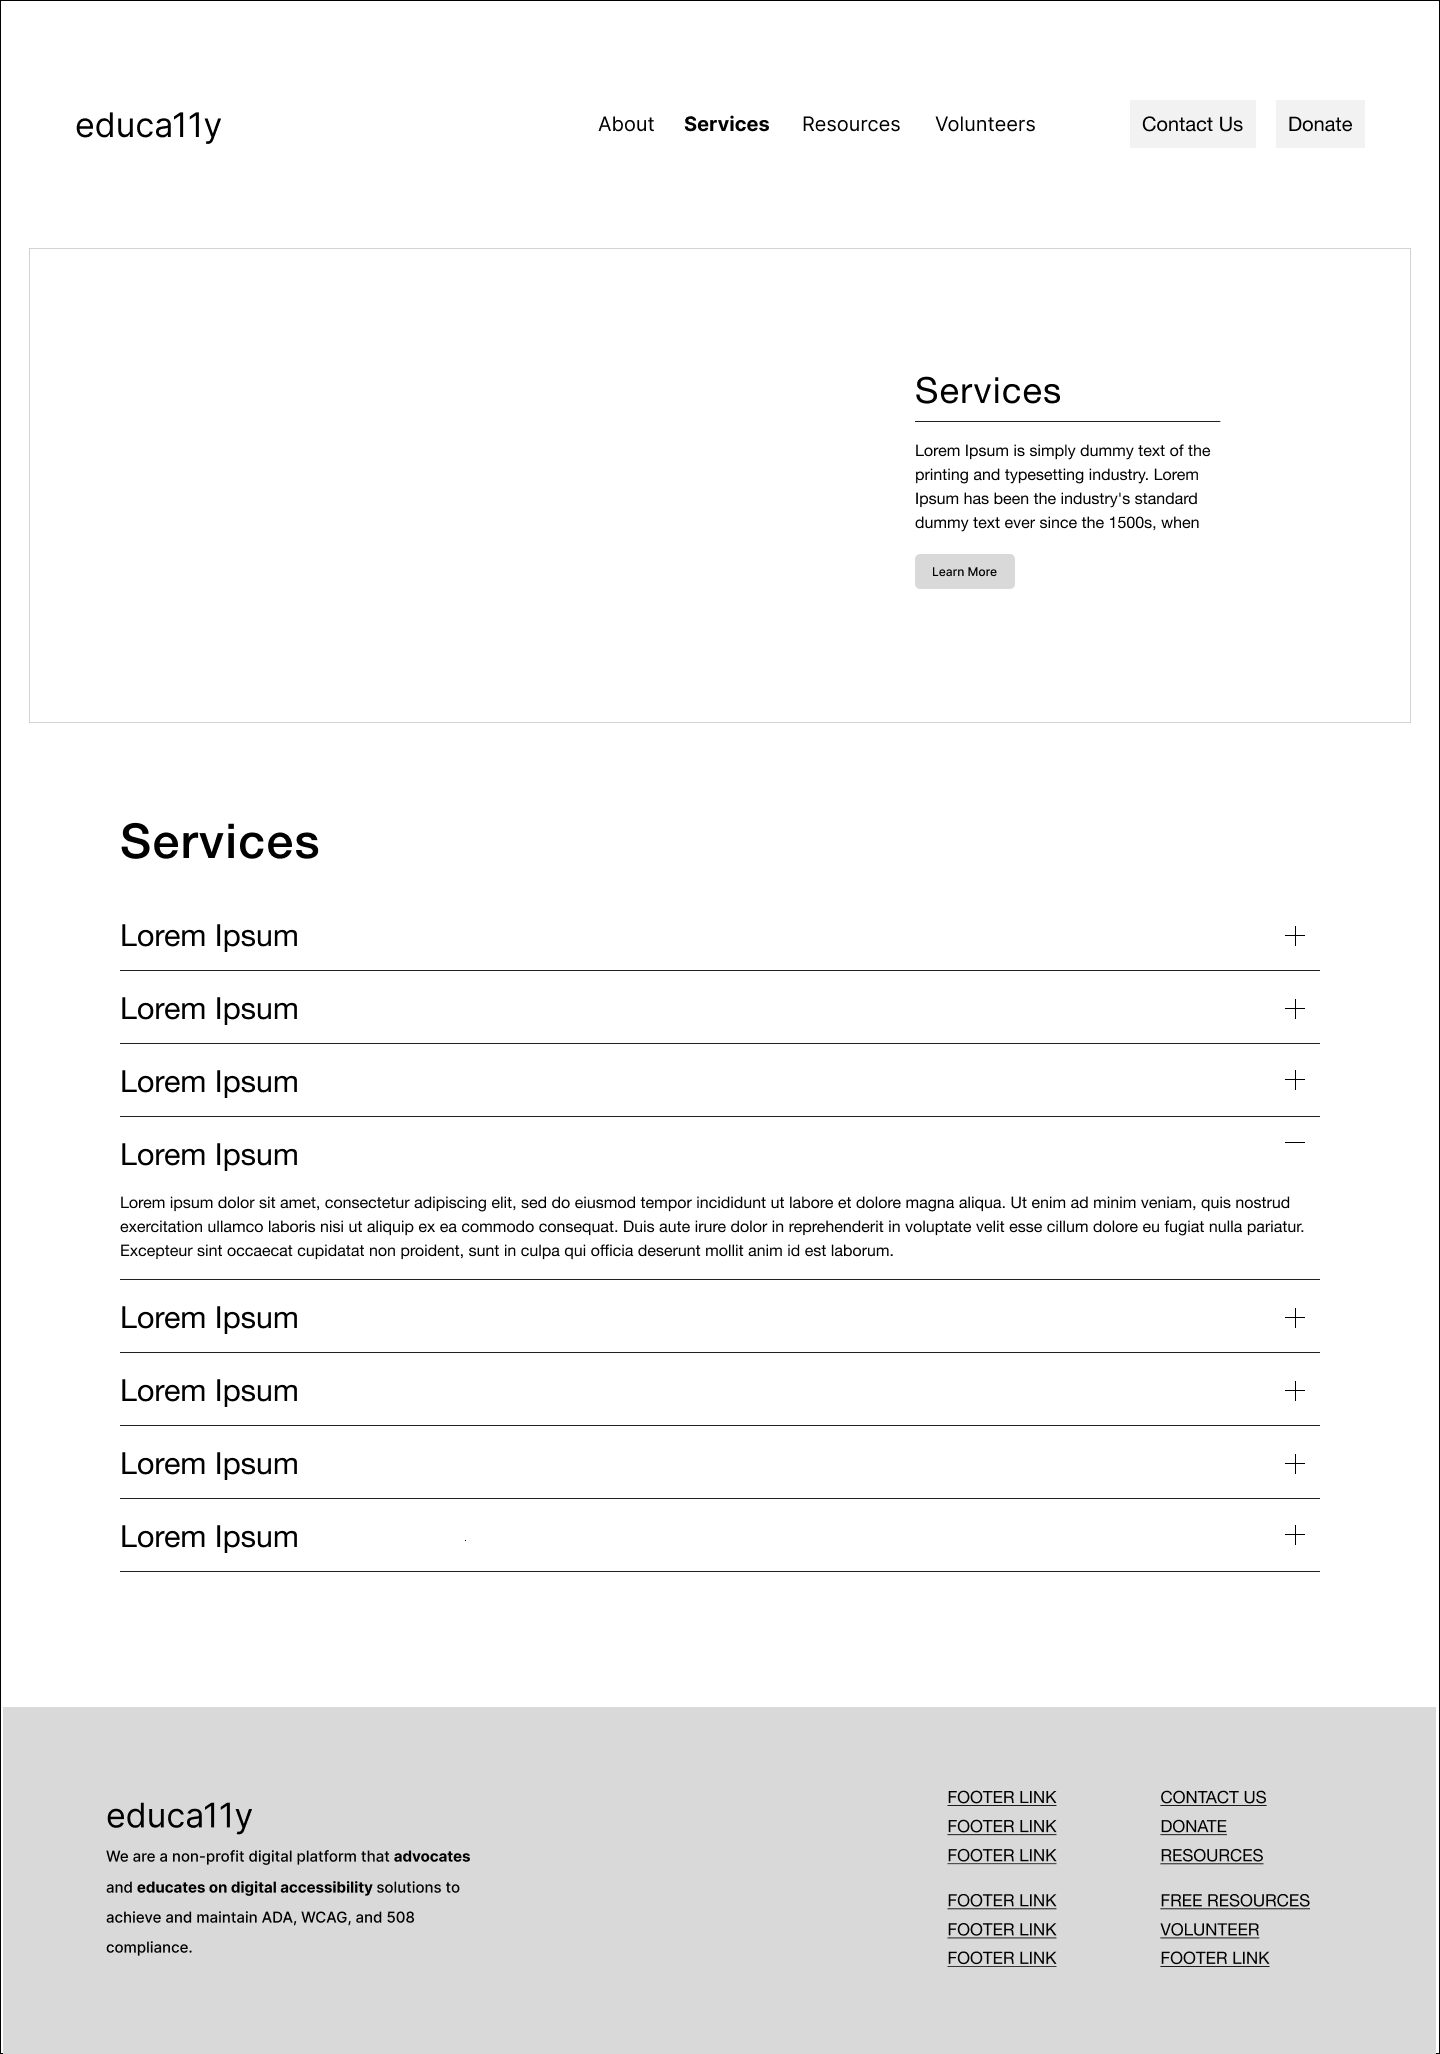 educa11y
About Services Resources Volunteers Contact Us Donate
Services
Lorem Ipsum is simply dummy text of the
printing and typesetting industry. Lorem
Ipsum has been the industry's standard
dummy text ever since the 1500s, when
Learn More
Services
Lorem Ipsum
Lorem Ipsum
Lorem Ipsum
Lorem Ipsum
Lorem ipsum dolor sit amet, consectetur adipiscing elit, sed do eiusmod tempor incididunt ut labore et dolore magna aliqua. Ut enim ad minim veniam, quis nostrud
exercitation ullamco laboris nisi ut aliquip ex ea commodo consequat. Duis aute irure dolor in reprehenderit in voluptate velit esse cillum dolore eu fugiat nulla pariatur.
Excepteur sint occaecat cupidatat non proident, sunt in culpa qui officia deserunt mollit anim id est laborum.
Lorem Ipsum
Lorem Ipsum
Lorem Ipsum
Lorem Ipsum
educa11y
We are a non-profit digital platform that advocates
and educates on digital accessibility solutions to
achieve and maintain ADA, WCAG, and 508
compliance.
FOOTER LINK
FOOTER LINK
FOOTER LINK
FOOTER LINK
FOOTER LINK
FOOTER LINK
CONTACT US
DONATE
RESOURCES
FREE RESOURCES
VOLUNTEER
FOOTER LINK